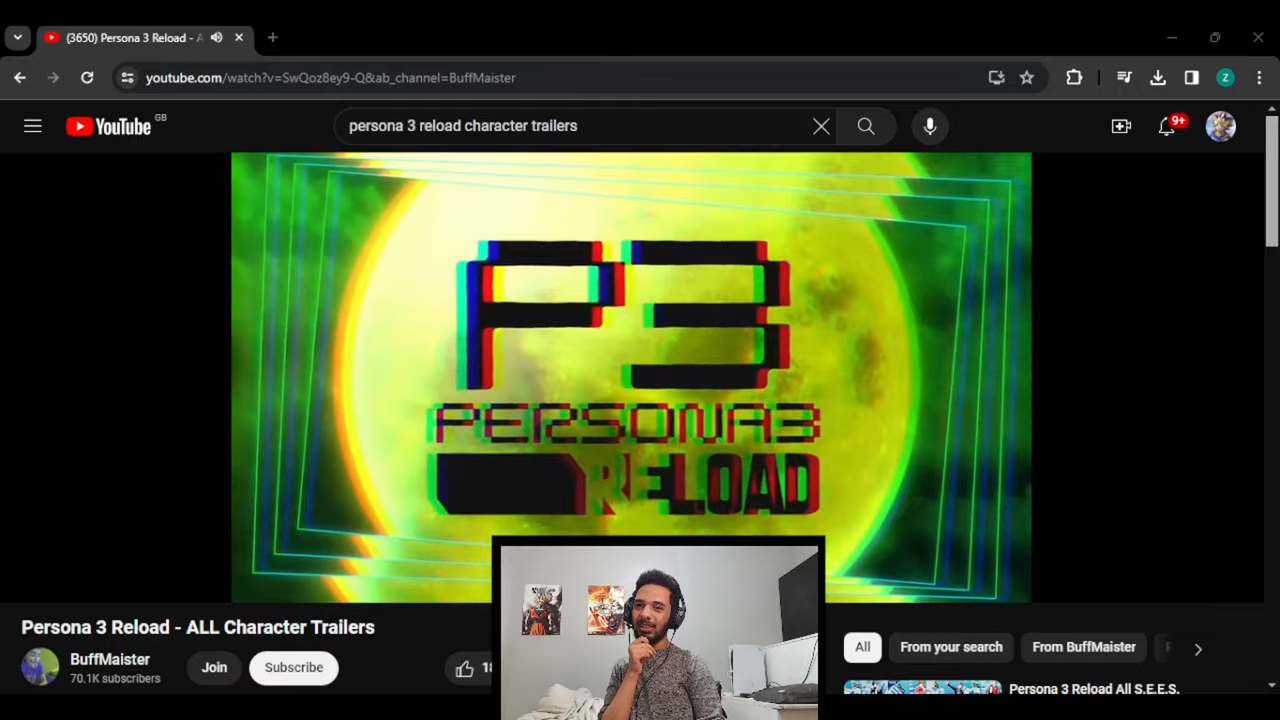 (3650) Persona 3 Reload - A
youtube.com/watch?v=SwQoz8ey9-Q&ab_channel=BuffMaister
Z
YouTube GB
persona 3 reload character trailers
9+
P3
PERSONA3
RELOAD
Persona 3 Reload - ALL Character Trailers
BuffMaister
70.1K subscribers
Join
Subscribe
18
All
From your search
From BuffMaister
Persona 3 Reload All S.E.E.S.